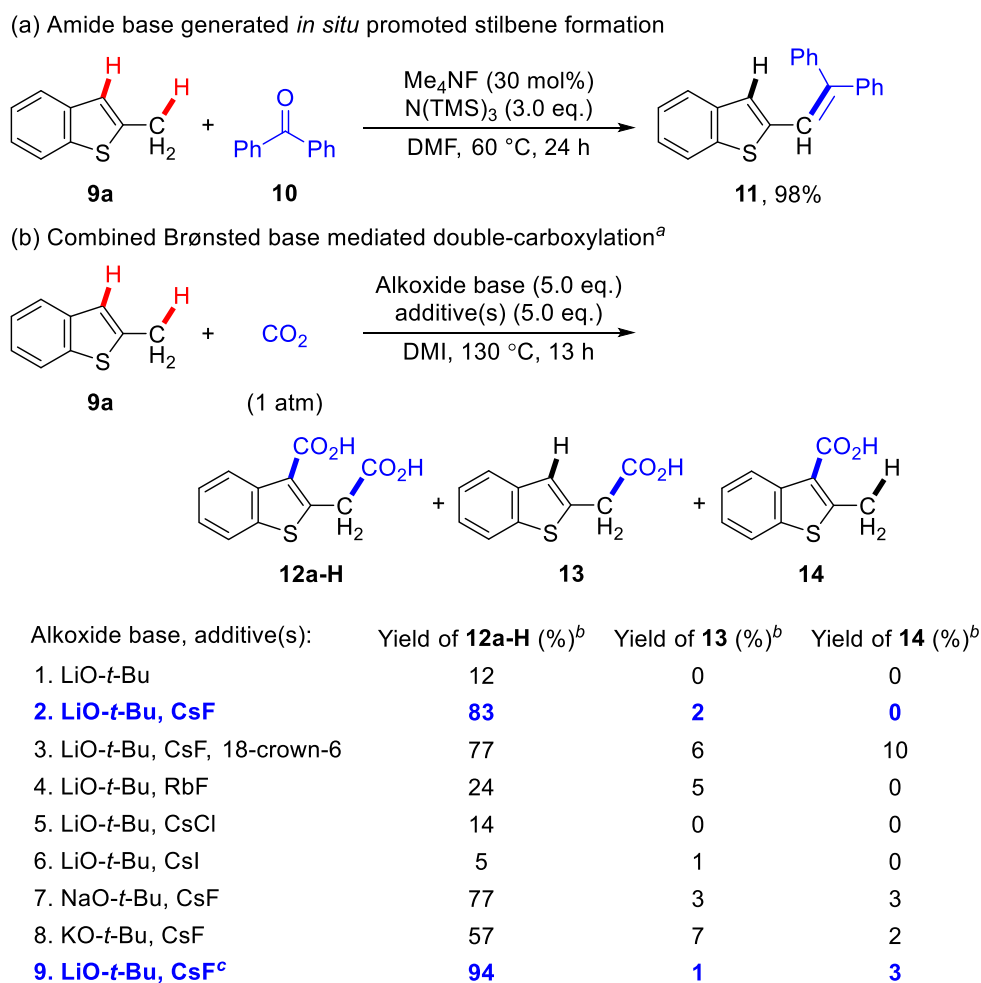 (a) Amide base generated in situ promoted stilbene formation
H
H
S
C
H2
9a
+
O
Ph
Ph
10
Me4NF (30 mol%)
N(TMS)3 (3.0 eq.)
DMF, 60 °C, 24 h
H
Ph
Ph
S
C
H
11, 98%
(b) Combined Brønsted base mediated double-carboxylationa
H
H
S
C
H2
9a
+
CO2
(1 atm)
Alkoxide base (5.0 eq.)
additive(s) (5.0 eq.)
DMI, 130 °C, 13 h
CO2H
CO2H
S
C
H2
12a-H
+
H
CO2H
S
C
H2
13
+
CO2H
H
S
C
H2
14
Alkoxide base, additive(s): Yield of 12a-H (%)b Yield of 13 (%)b Yield of 14 (%)b
1. LiO-t-Bu 12 0 0
2. LiO-t-Bu, CsF 83 2 0
3. LiO-t-Bu, CsF, 18-crown-6 77 6 10
4. LiO-t-Bu, RbF 24 5 0
5. LiO-t-Bu, CsCl 14 0 0
6. LiO-t-Bu, CsI 5 1 0
7. NaO-t-Bu, CsF 77 3 3
8. KO-t-Bu, CsF 57 7 2
9. LiO-t-Bu, CsFc 94 1 3